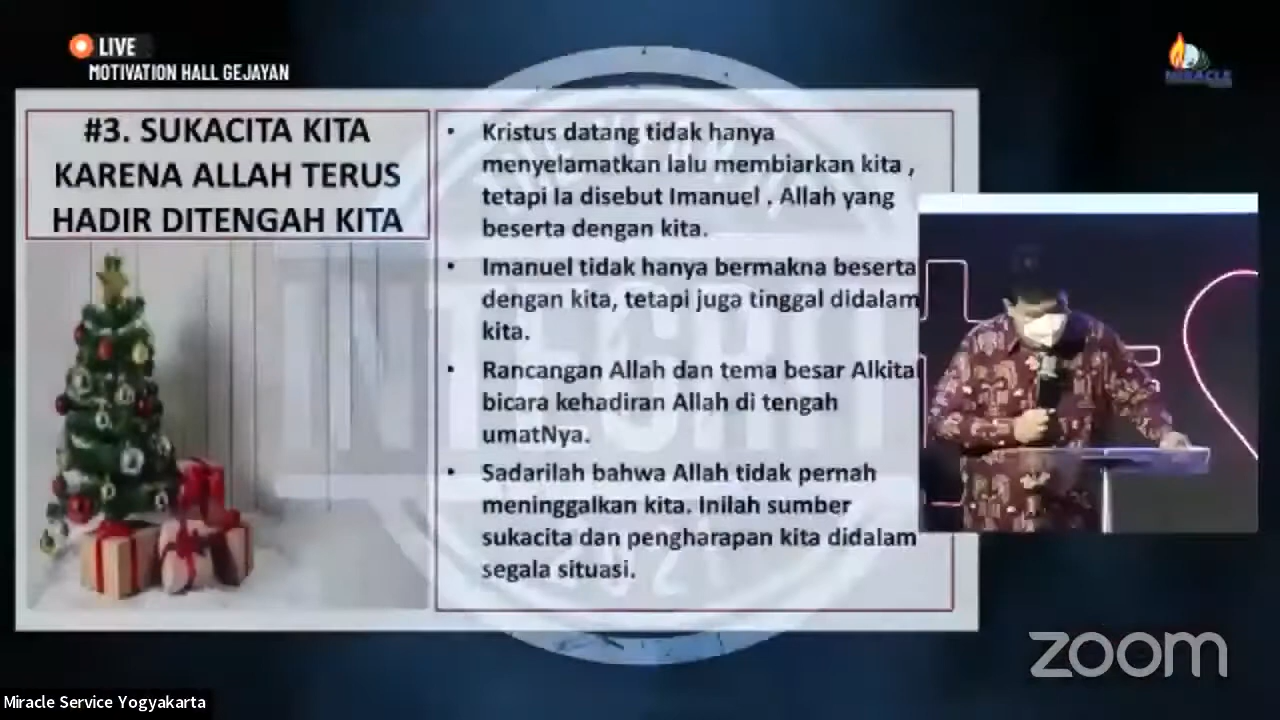 LIVE
MOTIVATION HALL GEJAYAN
MIRACLE
#3. SUKACITA KITA
KARENA ALLAH TERUS
HADIR DITENGAH KITA
• Kristus datang tidak hanya
menyelamatkan lalu membiarkan kita ,
tetapi Ia disebut Imanuel . Allah yang
beserta dengan kita.
• Imanuel tidak hanya bermakna beserta
dengan kita, tetapi juga tinggal didalam
kita.
• Rancangan Allah dan tema besar Alkita
bicara kehadiran Allah di tengah
umatNya.
• Sadarilah bahwa Allah tidak pernah
meninggalkan kita. Inilah sumber
sukacita dan pengharapan kita didalam
segala situasi.
zoom
Miracle Service Yogyakarta